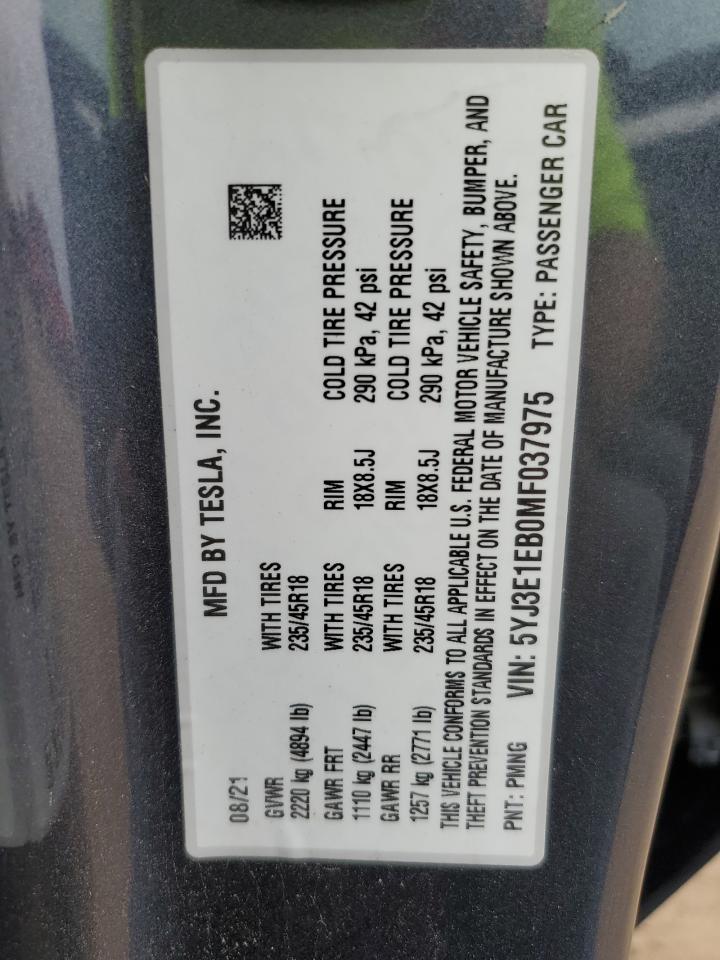 MFD BY TESLA, INC.
08/21
GVWR WITH TIRES
2220 kg (4894 lb) 235/45R18
GAWR FRT WITH TIRES RIM COLD TIRE PRESSURE
1110 kg (2447 lb) 235/45R18 18X8.5J 290 kPa, 42 psi
GAWR RR WITH TIRES RIM COLD TIRE PRESSURE
1257 kg (2771 lb) 235/45R18 18X8.5J 290 kPa, 42 psi
THIS VEHICLE CONFORMS TO ALL APPLICABLE U.S. FEDERAL MOTOR VEHICLE SAFETY, BUMPER, AND
THEFT PREVENTION STANDARDS IN EFFECT ON THE DATE OF MANUFACTURE SHOWN ABOVE.
PNT: PMNG VIN: 5YJ3E1EB0MF037975 TYPE: PASSENGER CAR